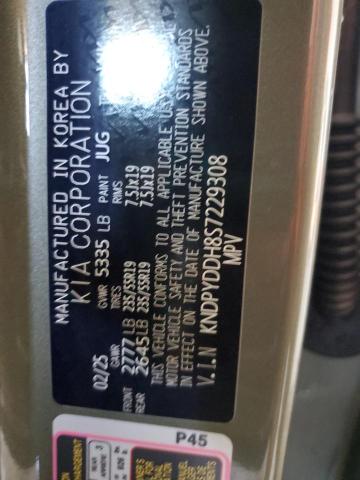 MANUFACTURED IN KOREA BY
KIA CORPORATION
02/25 GVWR 5335 LB PAINT JUG
GAWR TIRES RIMS
FRONT 2777 LB 235/55R19 7.5Jx19
REAR 2645 LB 235/55R19 7.5Jx19
THIS VEHICLE CONFORMS TO ALL APPLICABLE U.S.
MOTOR VEHICLE SAFETY AND THEFT PREVENTION STANDARDS
IN EFFECT ON THE DATE OF MANUFACTURE SHOWN ABOVE.
V.I.N KNDPYDDH8S7229308
MPV
P45